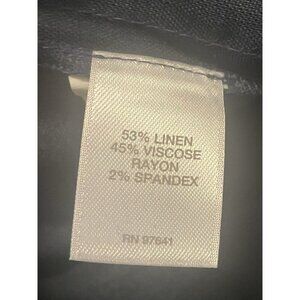 53% LINEN
45% VISCOSE
RAYON
2% SPANDEX
RN 97641